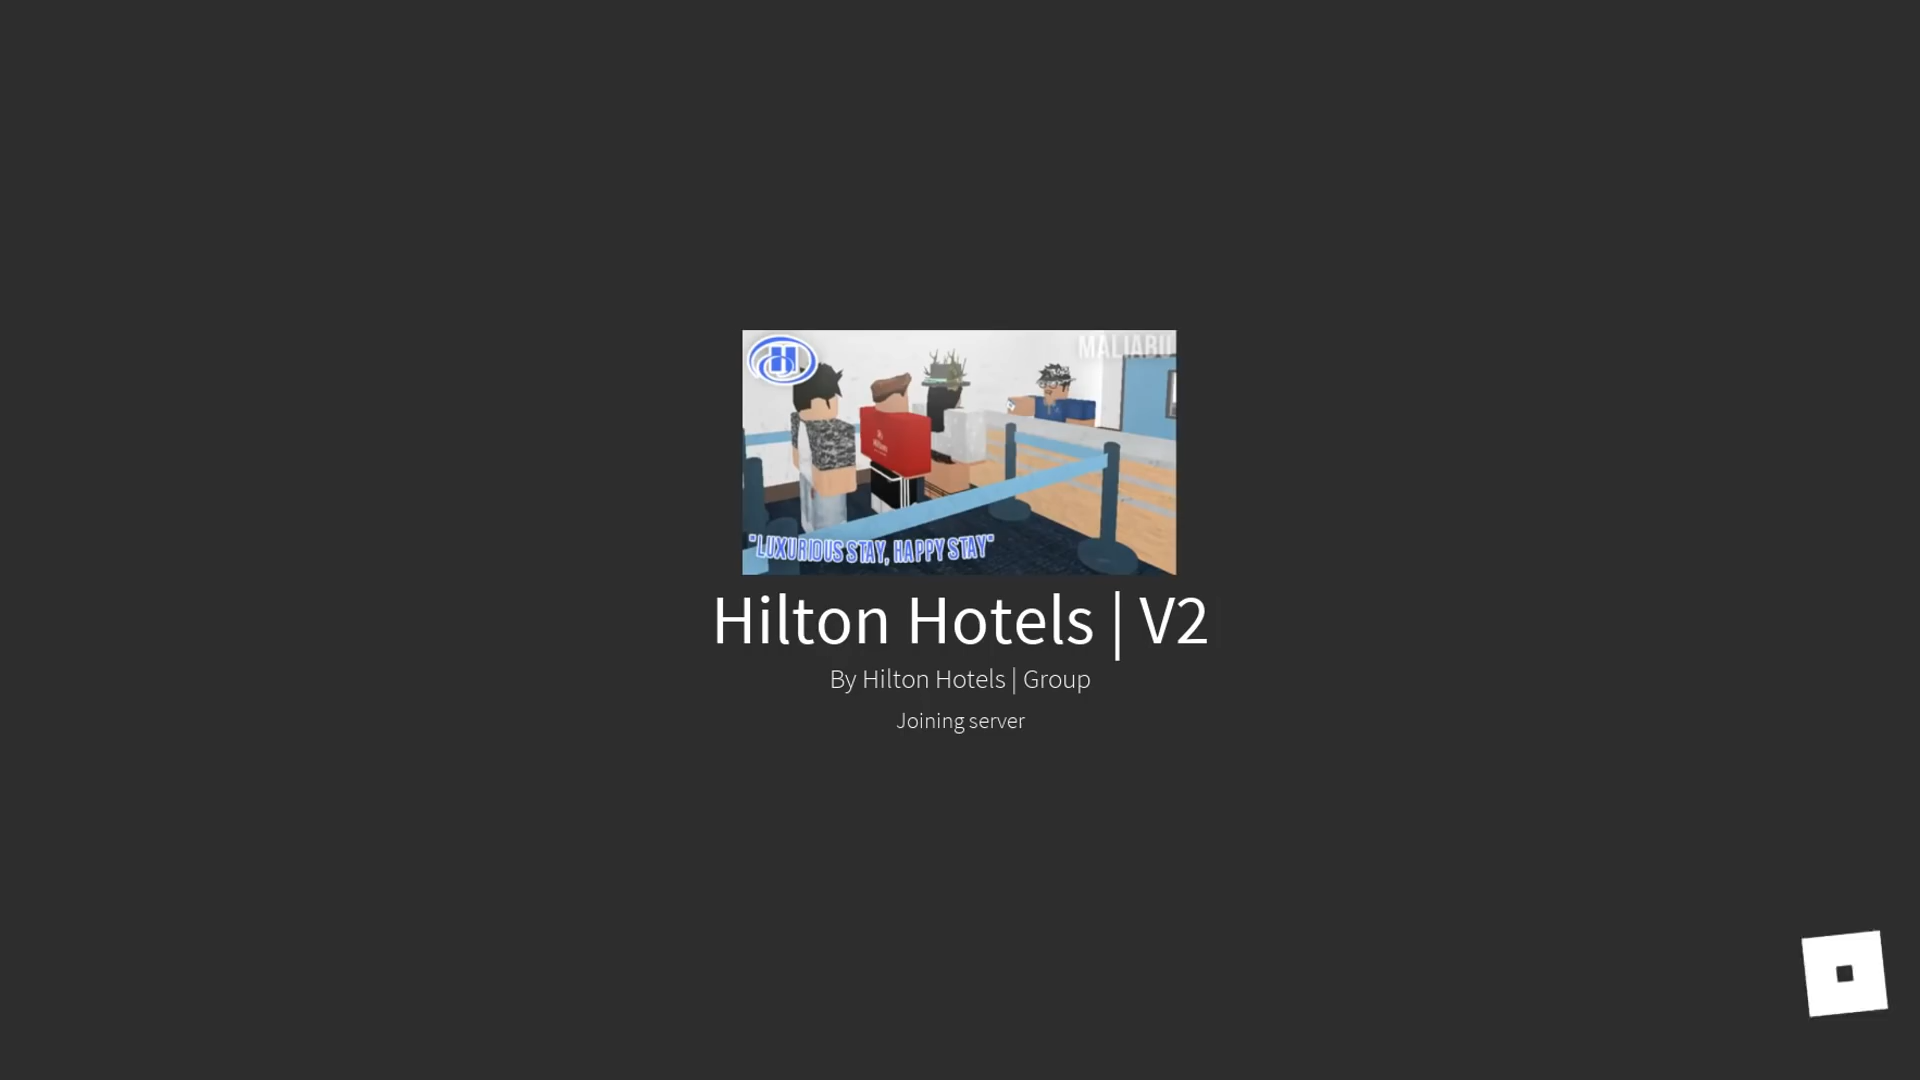 MALIABU
"LUXURIOUS STAY, HAPPY STAY"
Hilton Hotels | V2
By Hilton Hotels | Group
Joining server